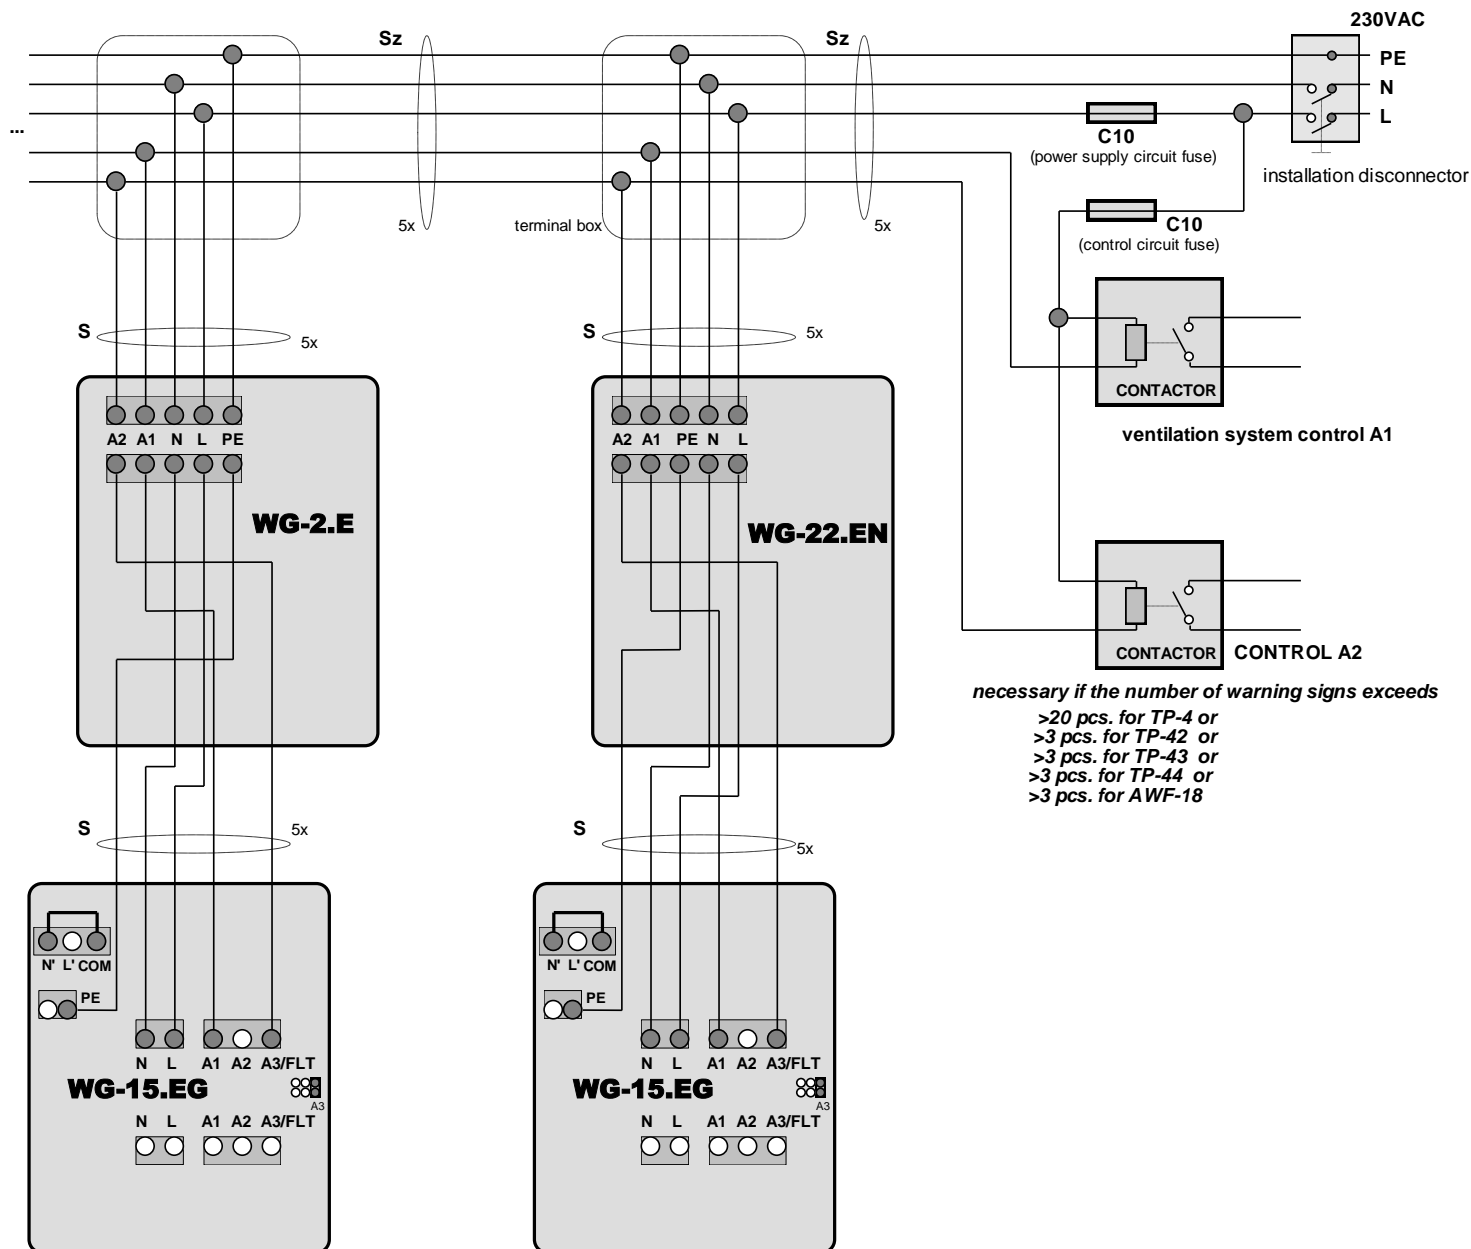 230VAC
Sz
Sz
PE
N
L
...
C10
(power supply circuit fuse)
installation disconnector
5x
terminal box
5x
C10
(control circuit fuse)
S
5x
S
5x
CONTACTOR
ventilation system control A1
A2 A1 N L PE
A2 A1 PE N L
WG-2.E
WG-22.EN
CONTACTOR
CONTROL A2
necessary if the number of warning signs exceeds
>20 pcs. for TP-4 or
>3 pcs. for TP-42 or
>3 pcs. for TP-43 or
>3 pcs. for TP-44 or
>3 pcs. for AWF-18
S
5x
S
5x
N' L' COM
PE
N L A1 A2 A3/FLT
WG-15.EG
A3
N L A1 A2 A3/FLT
N' L' COM
PE
N L A1 A2 A3/FLT
WG-15.EG
A3
N L A1 A2 A3/FLT